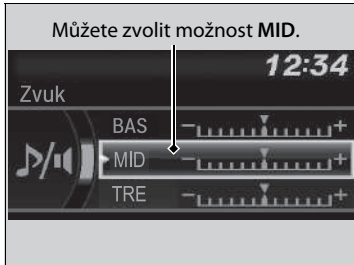 Můžete zvolit možnost MID.
12:34
Zvuk
BAS − +
MID − +
TRE − +